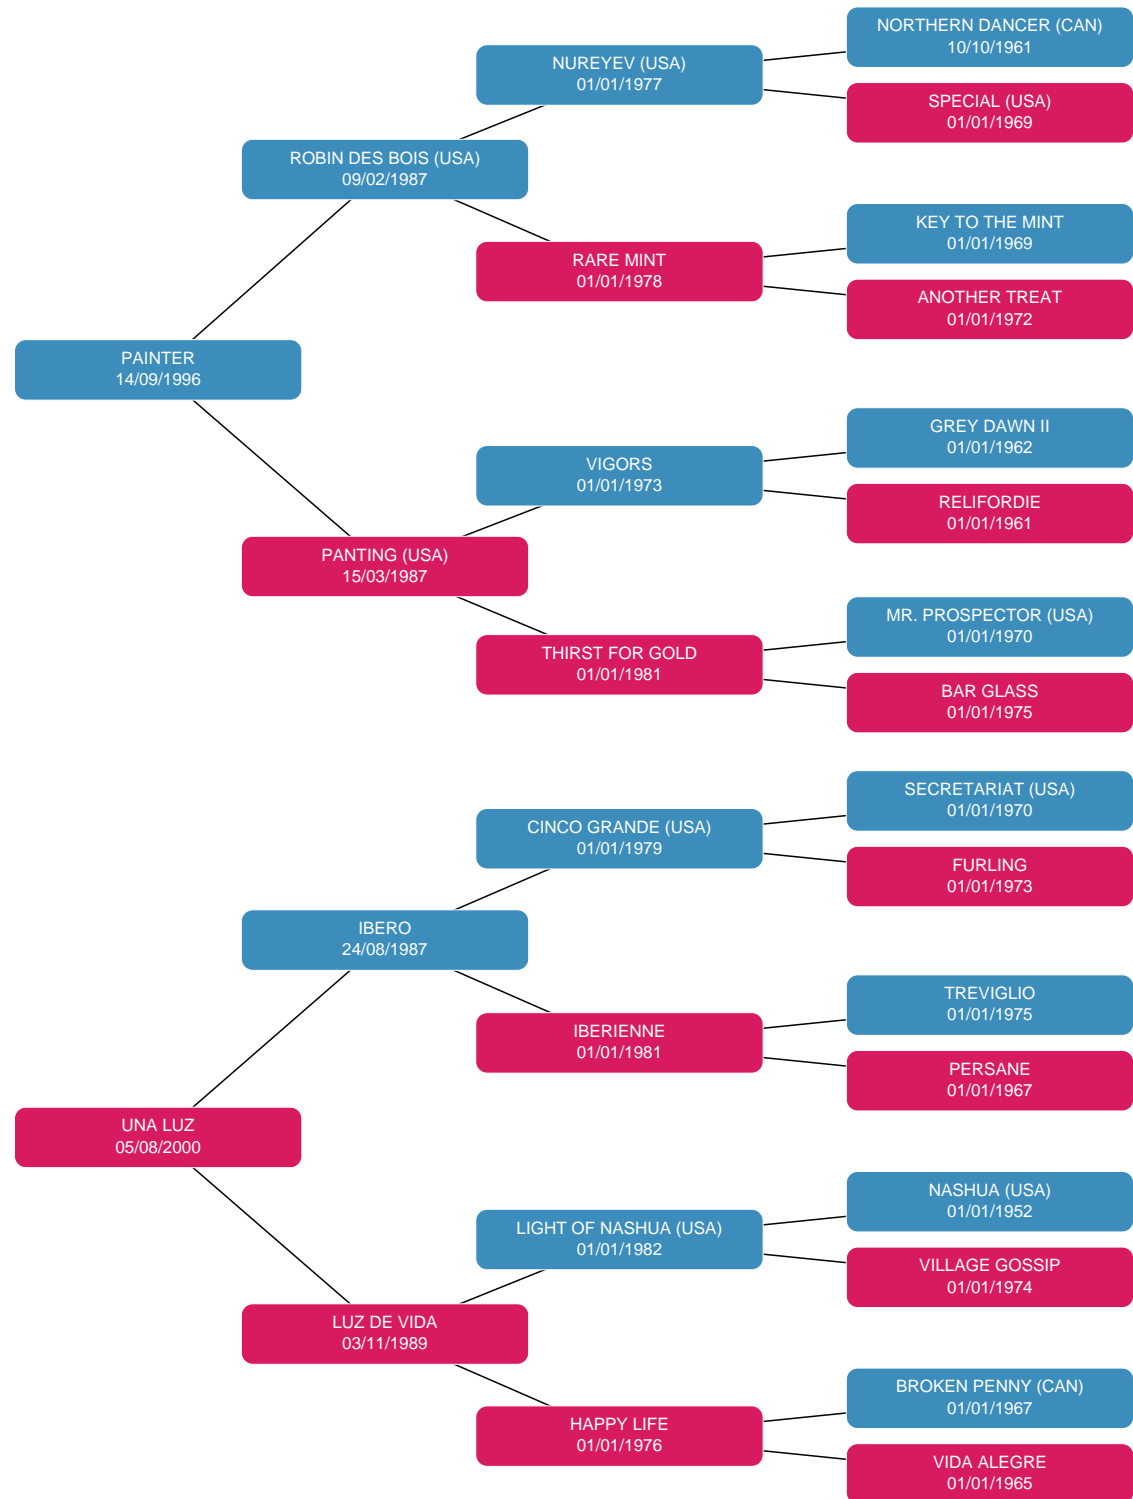 NORTHERN DANCER (CAN)
10/10/1961
NUREYEV (USA)
01/01/1977
SPECIAL (USA)
01/01/1969
ROBIN DES BOIS (USA)
09/02/1987
KEY TO THE MINT
01/01/1969
RARE MINT
01/01/1978
ANOTHER TREAT
01/01/1972
PAINTER
14/09/1996
GREY DAWN II
01/01/1962
VIGORS
01/01/1973
RELIFORDIE
01/01/1961
PANTING (USA)
15/03/1987
MR. PROSPECTOR (USA)
01/01/1970
THIRST FOR GOLD
01/01/1981
BAR GLASS
01/01/1975
SECRETARIAT (USA)
01/01/1970
CINCO GRANDE (USA)
01/01/1979
FURLING
01/01/1973
IBERO
24/08/1987
TREVIGLIO
01/01/1975
IBERIENNE
01/01/1981
PERSANE
01/01/1967
UNA LUZ
05/08/2000
NASHUA (USA)
01/01/1952
LIGHT OF NASHUA (USA)
01/01/1982
VILLAGE GOSSIP
01/01/1974
LUZ DE VIDA
03/11/1989
BROKEN PENNY (CAN)
01/01/1967
HAPPY LIFE
01/01/1976
VIDA ALEGRE
01/01/1965